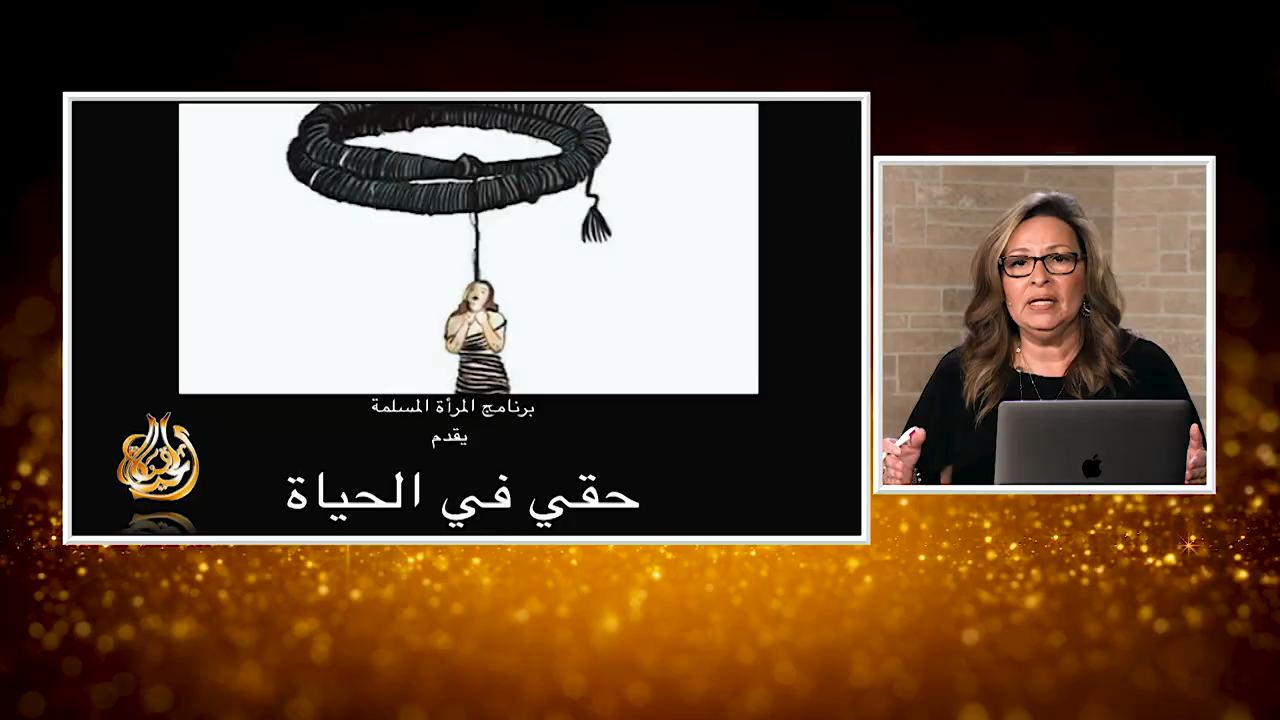 برنامج المرأة المسلمة
يقدم
حقي في الحياة